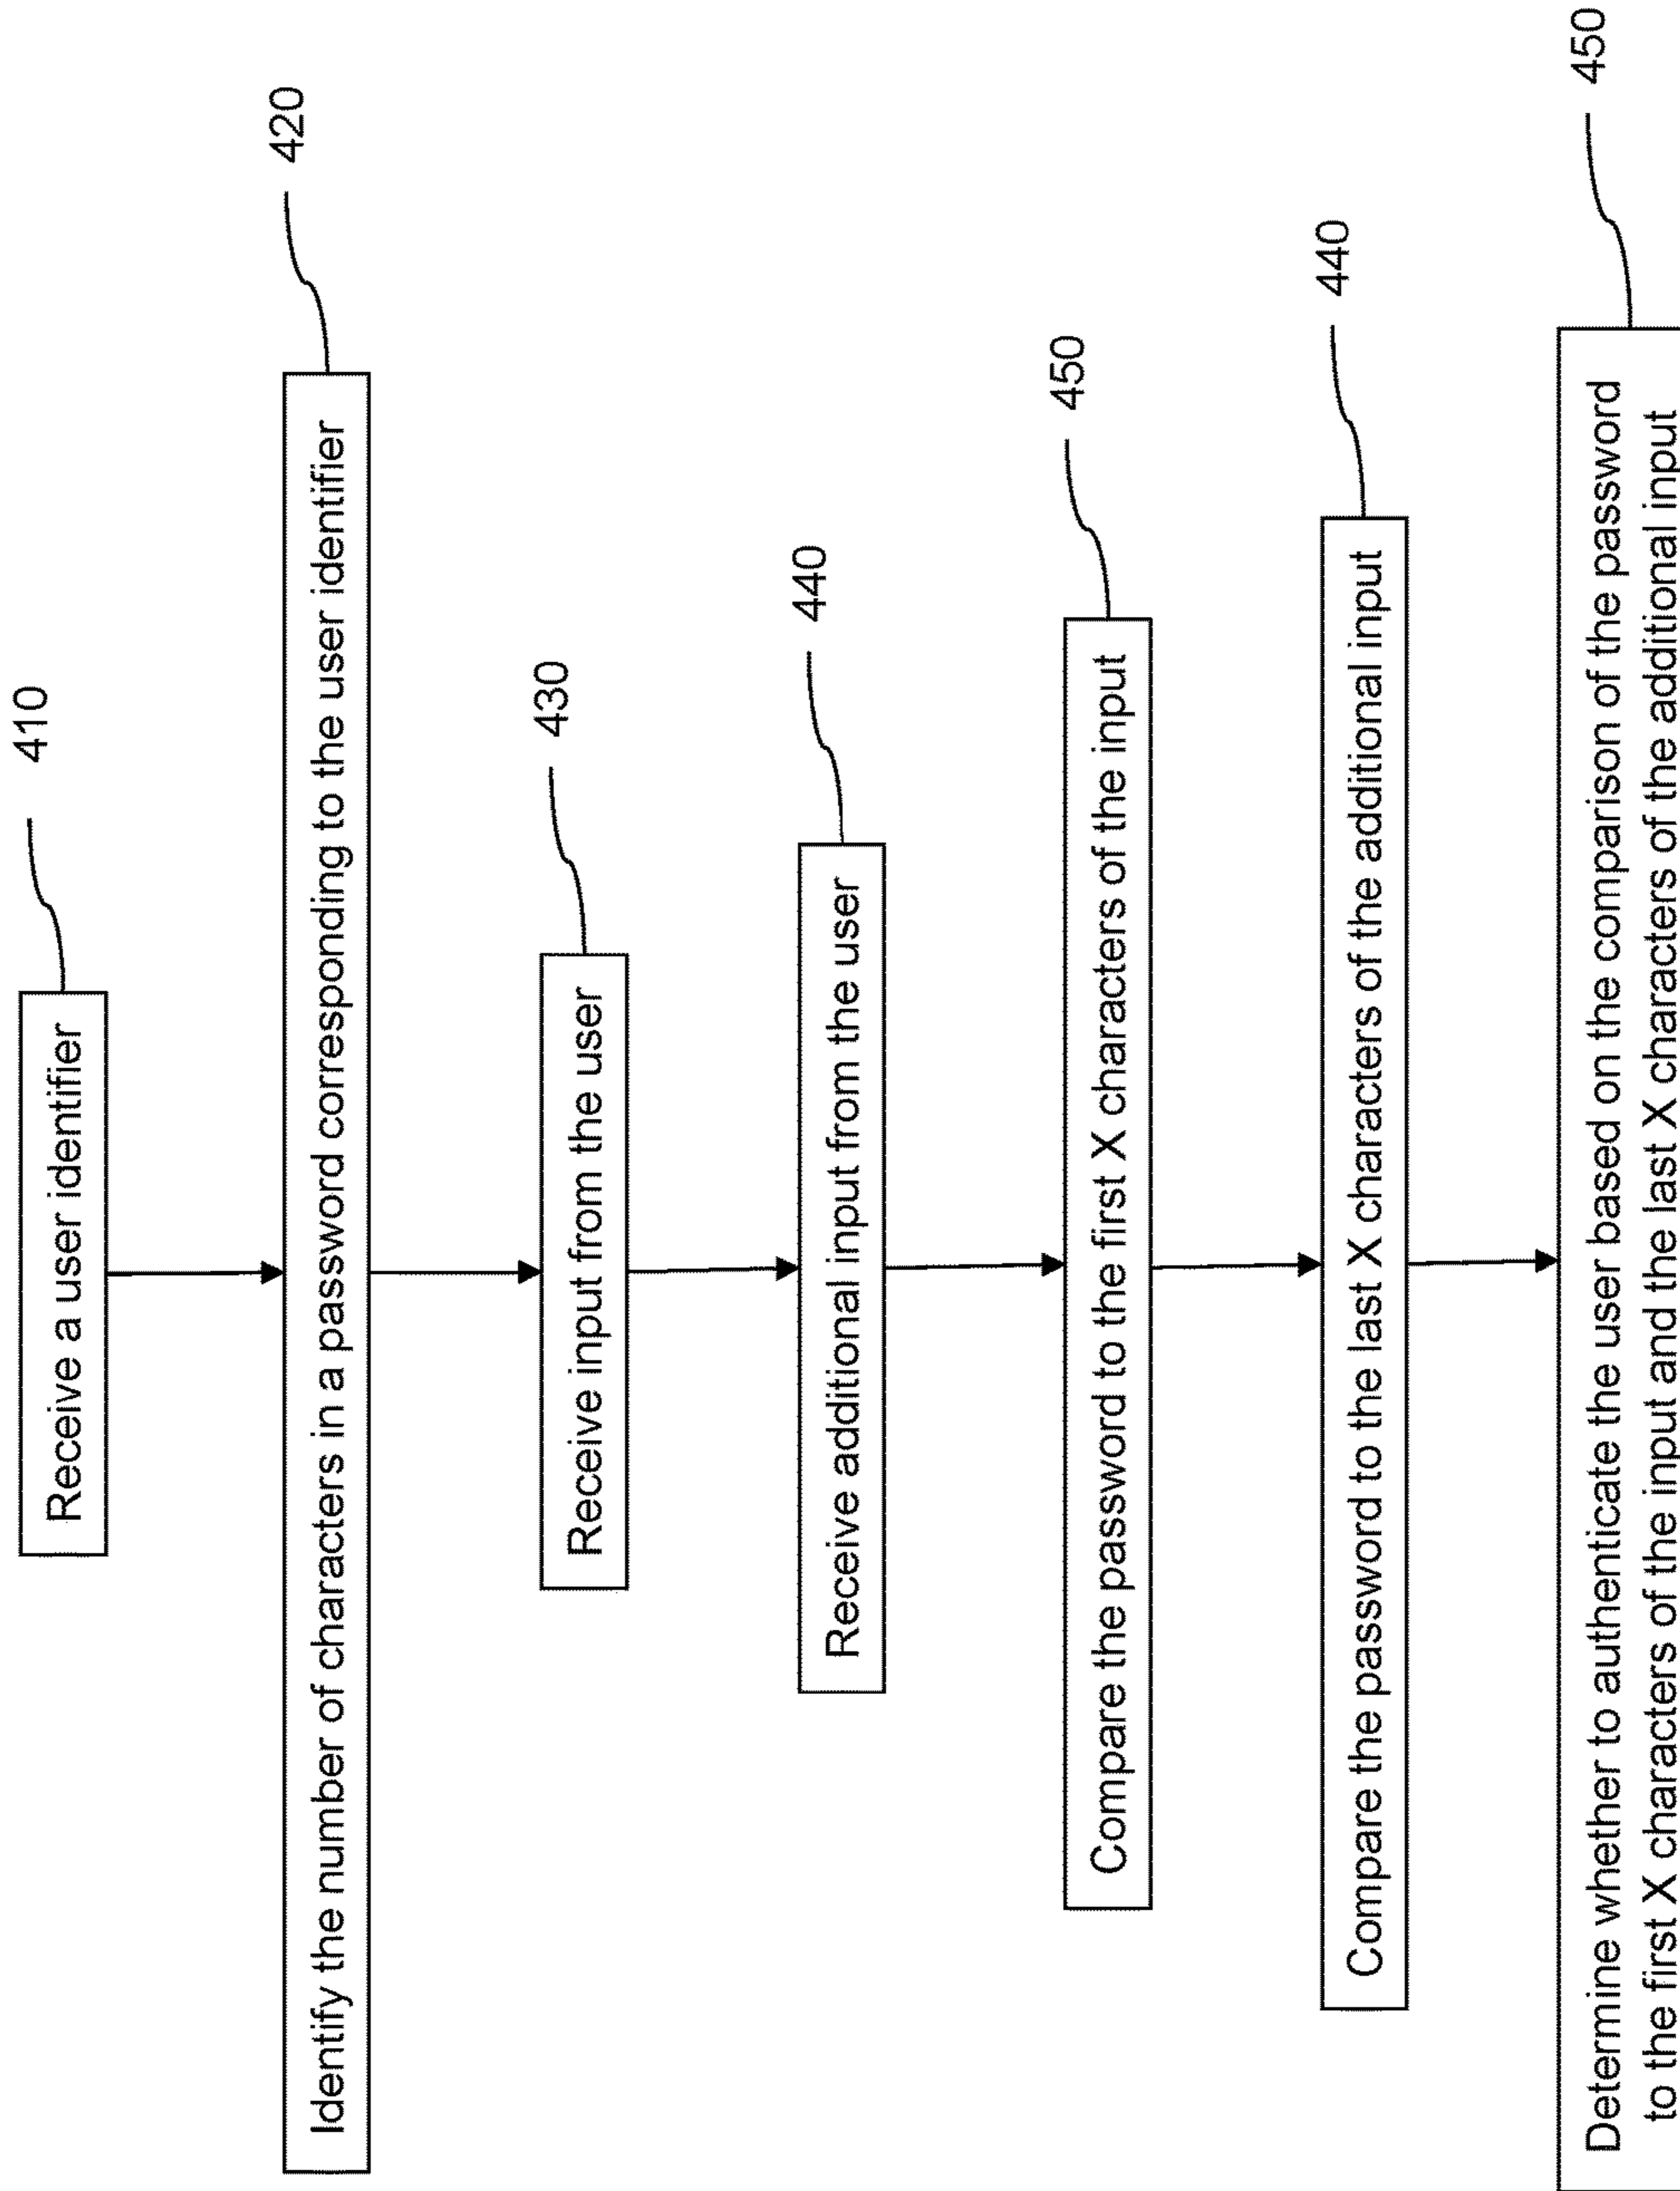 410
Receive a user identifier
420
Identify the number of characters in a password corresponding to the user identifier
430
Receive input from the user
440
Receive additional input from the user
450
Compare the password to the first X characters of the input
440
Compare the password to the last X characters of the additional input
450
Determine whether to authenticate the user based on the comparison of the password
to the first X characters of the input and the last X characters of the additional input